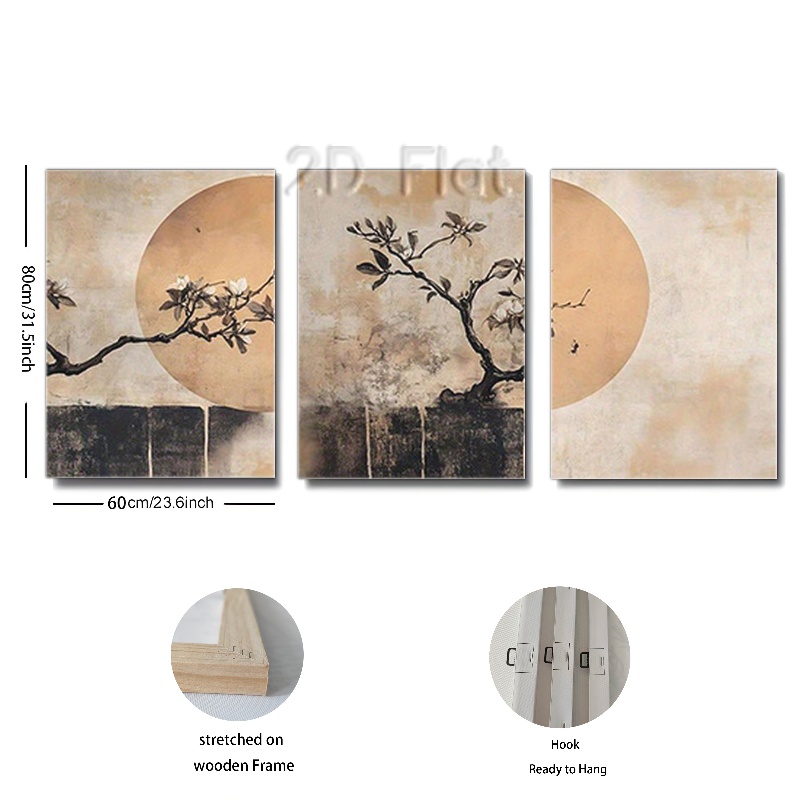 2D Flat
80cm/31.5inch
60cm/23.6inch
stretched on
wooden Frame
Hook
Ready to Hang